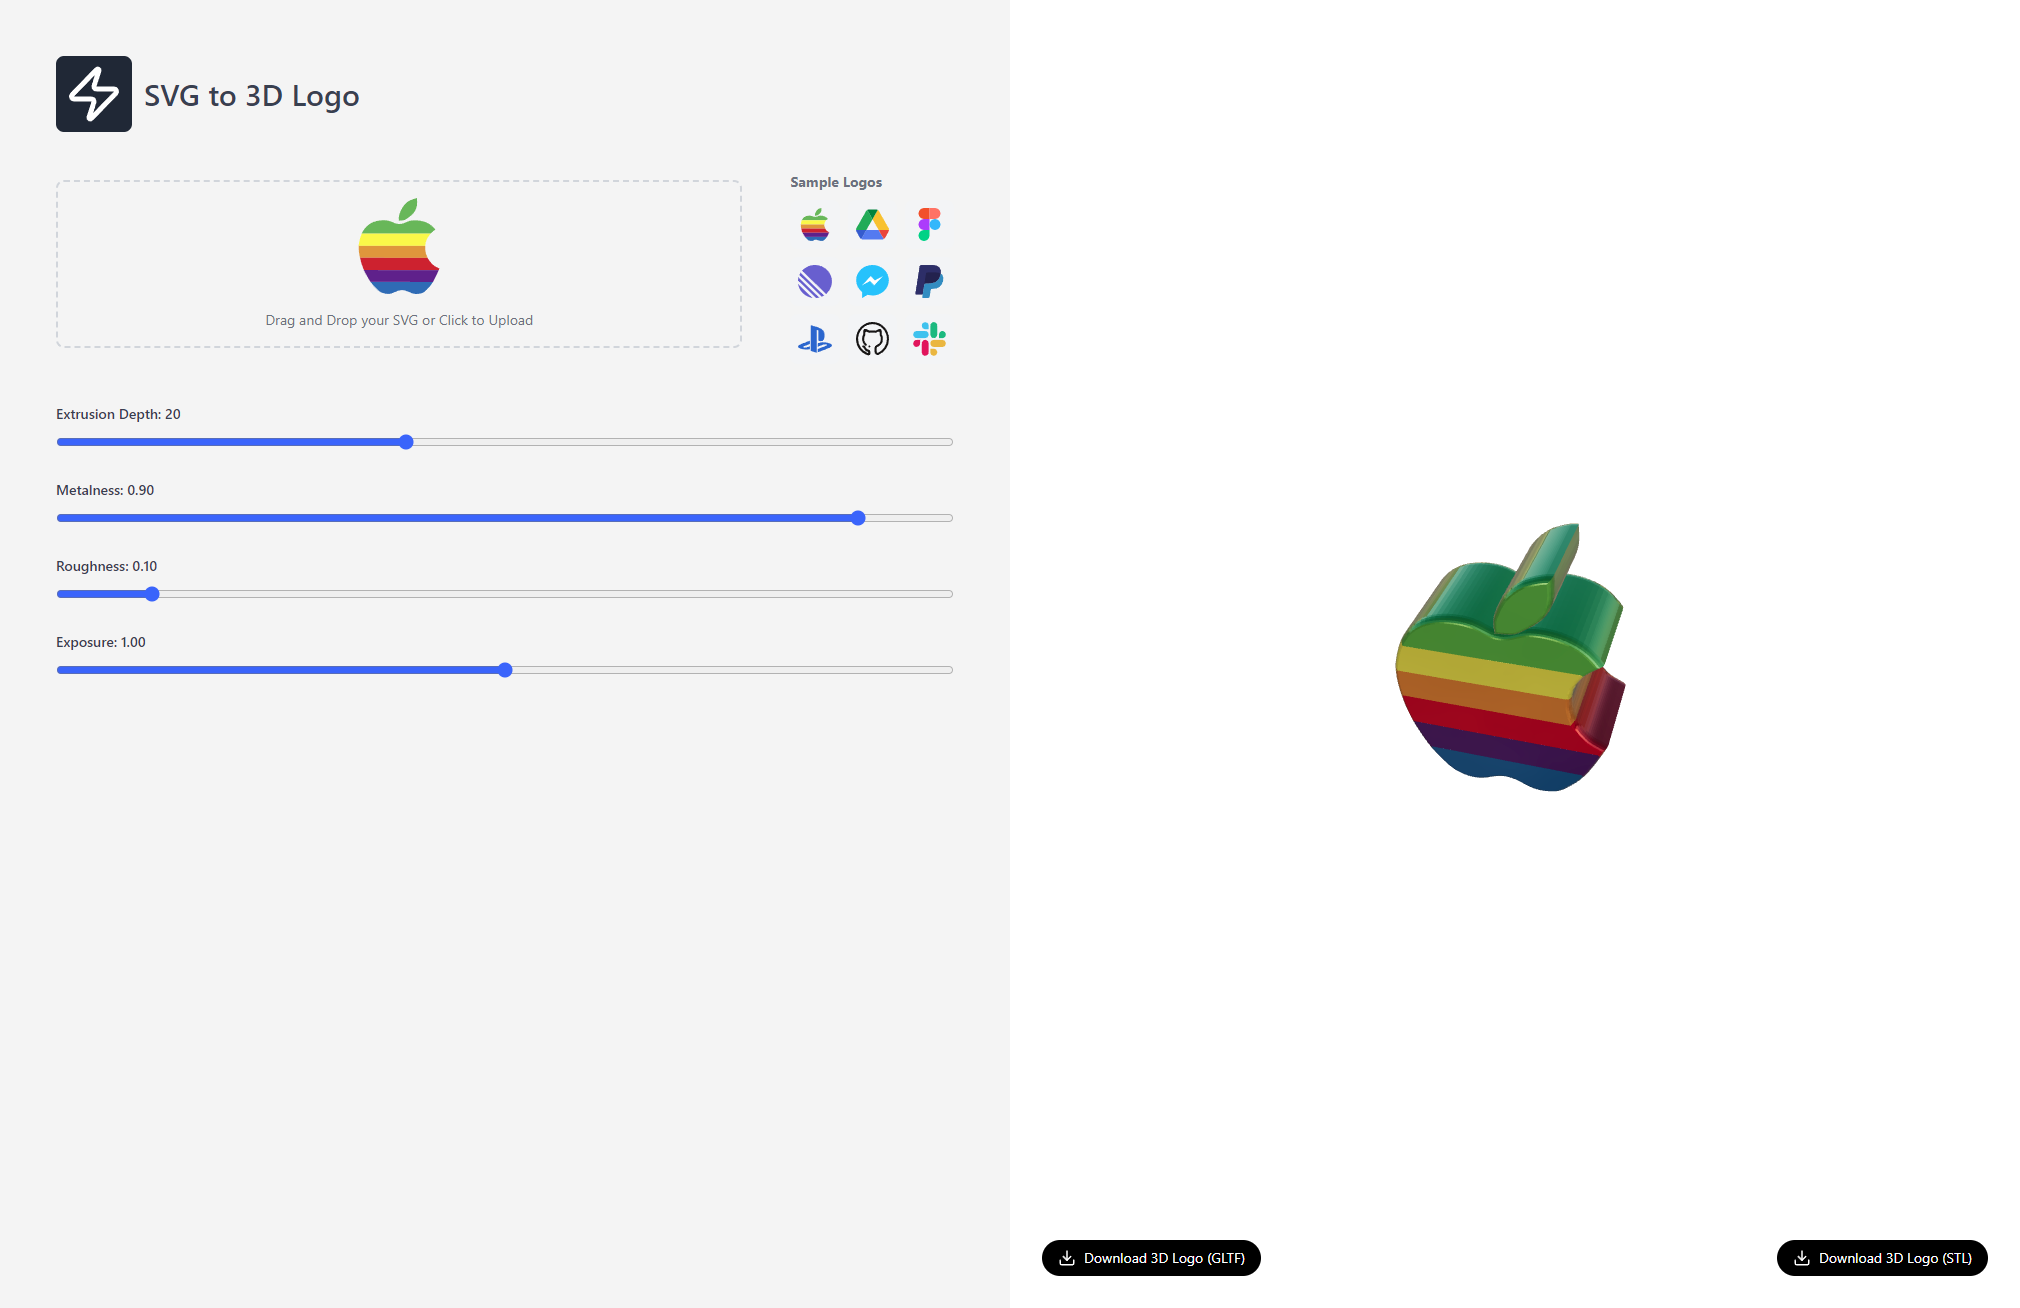 SVG to 3D Logo
Drag and Drop your SVG or Click to Upload
Sample Logos
Extrusion Depth: 20
Metalness: 0.90
Roughness: 0.10
Exposure: 1.00
Download 3D Logo (GLTF)
Download 3D Logo (STL)